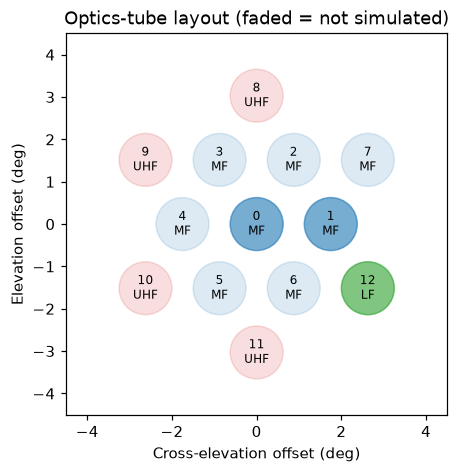 Optics-tube layout (faded = not simulated)
Elevation offset (deg)
4
3
2
1
0
−1
−2
−3
−4
8
UHF
9
UHF
3
MF
2
MF
7
MF
4
MF
0
MF
1
MF
10
UHF
5
MF
6
MF
12
LF
11
UHF
−4
−2
0
2
4
Cross-elevation offset (deg)